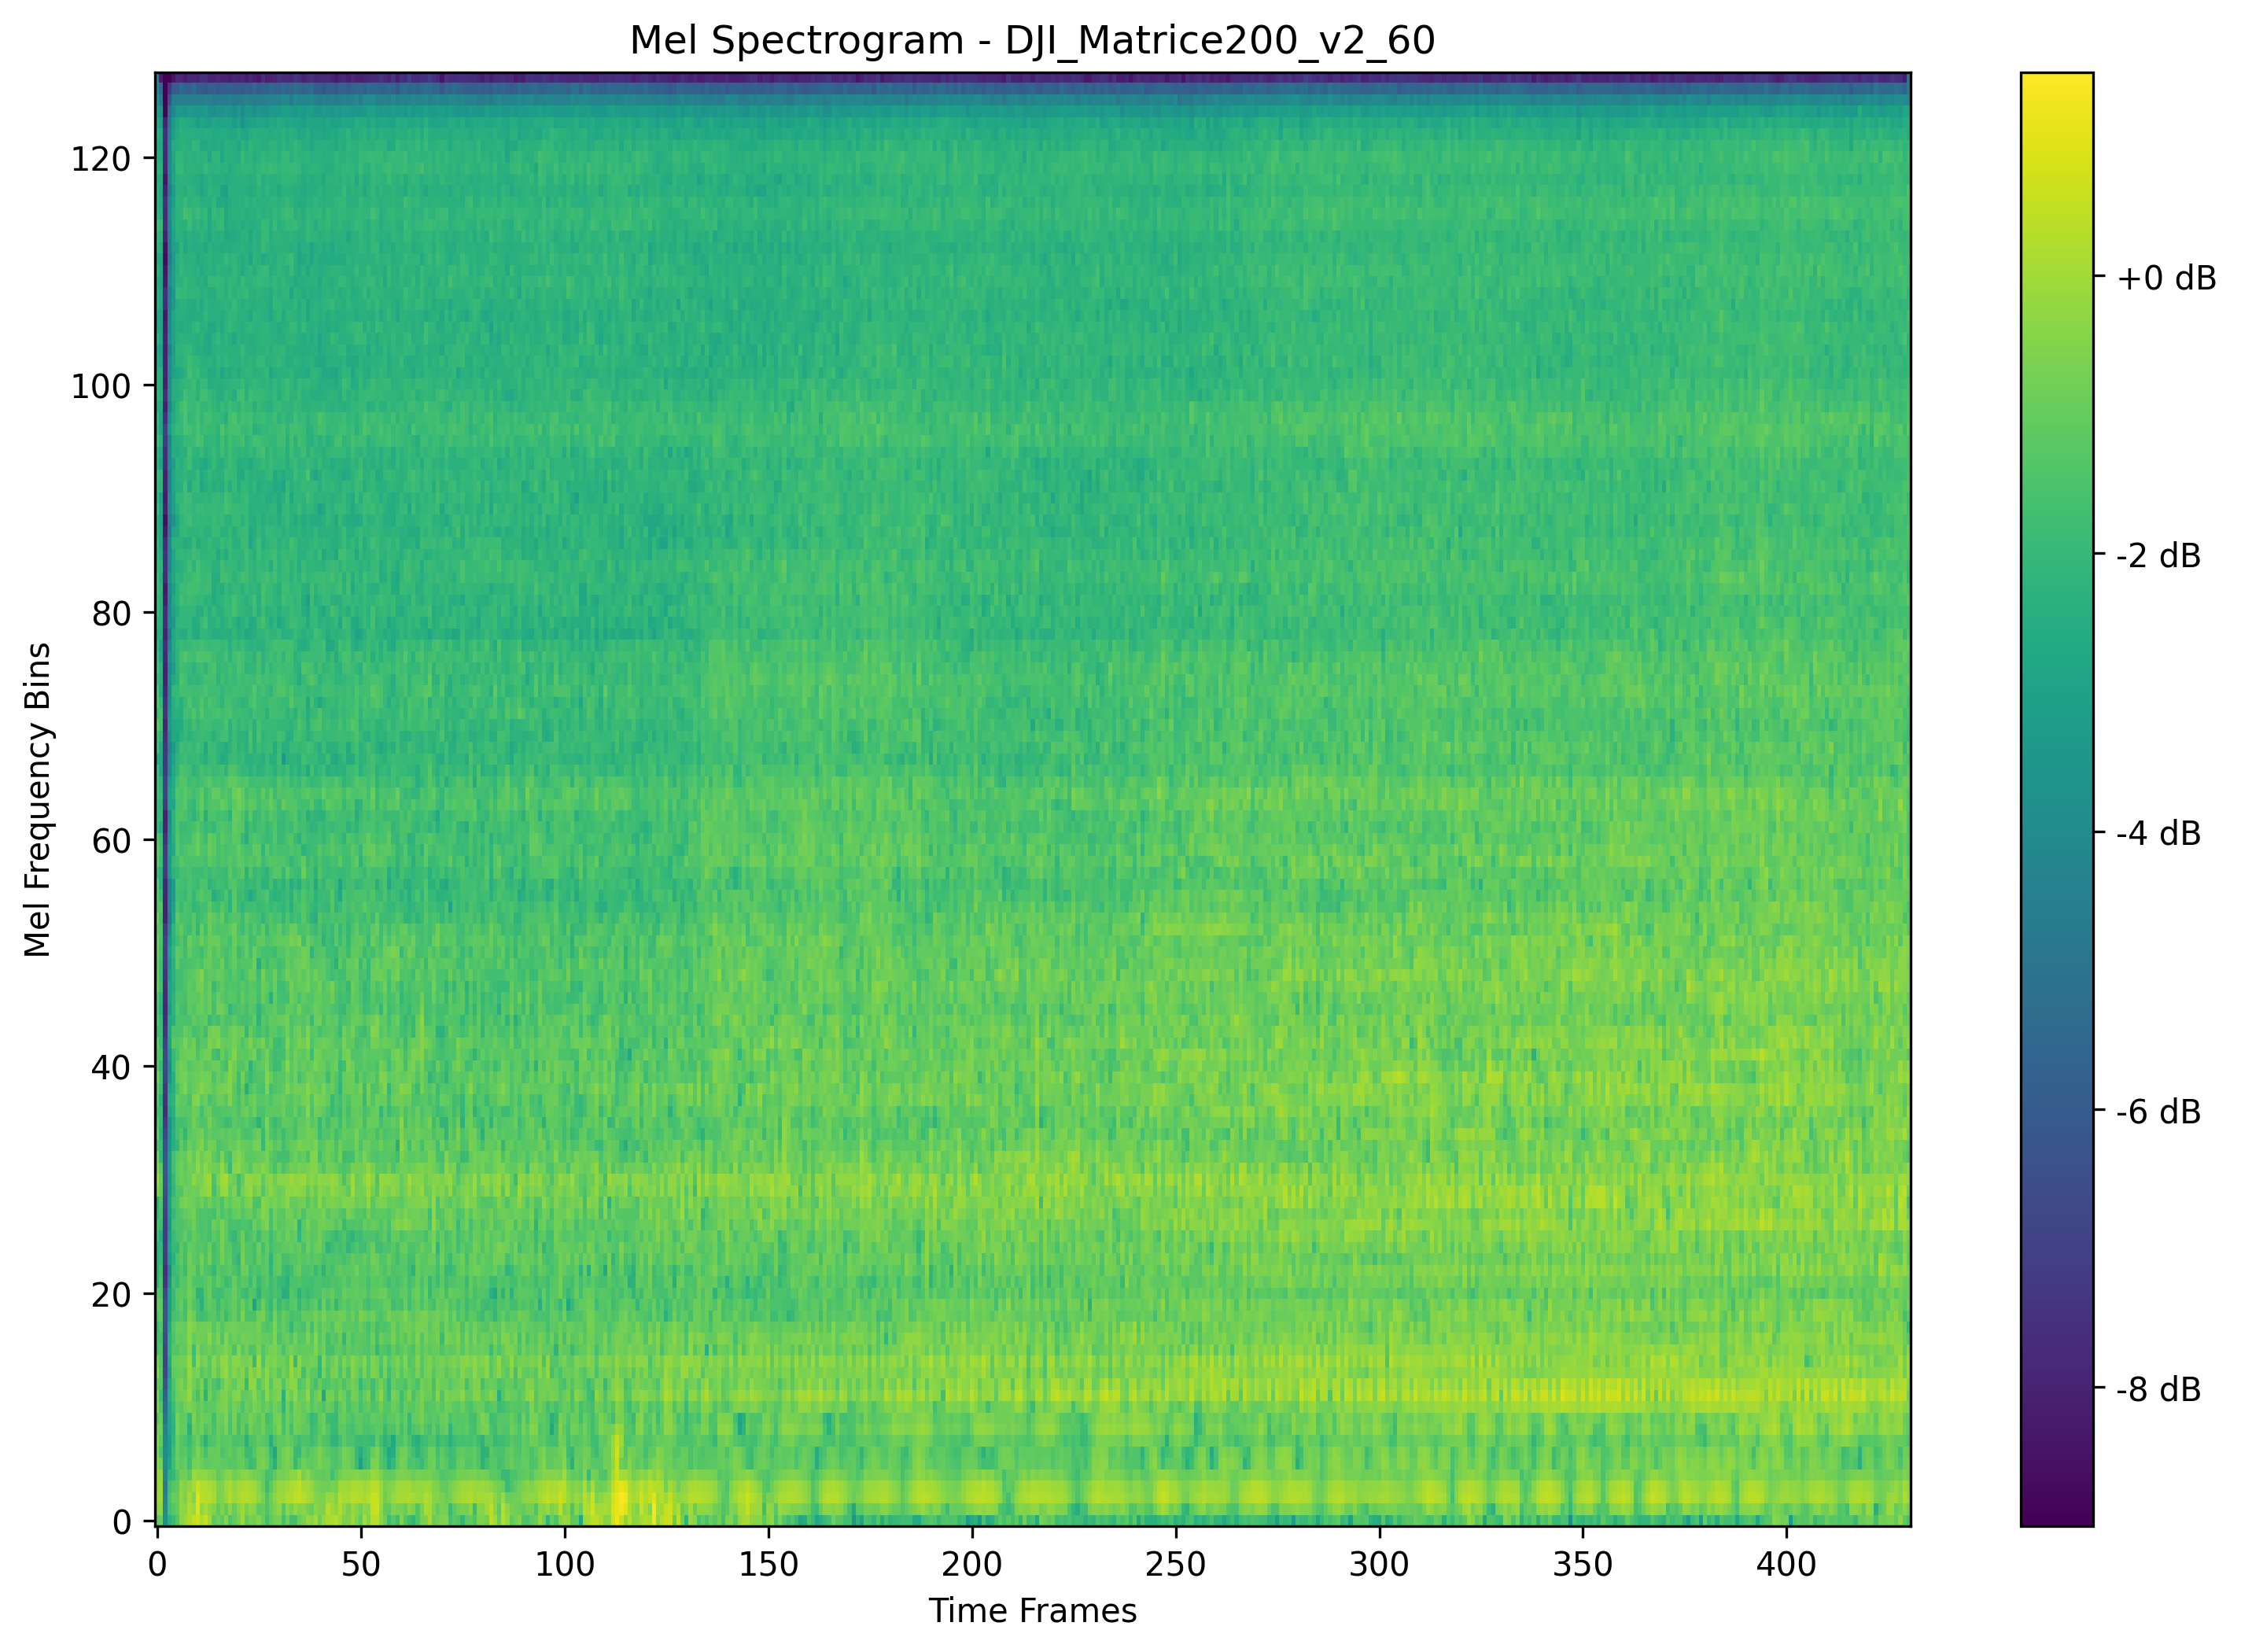 Mel Spectrogram - DJI_Matrice200_v2_60
Mel Frequency Bins
120
100
80
60
40
20
0
0 50 100 150 200 250 300 350 400
Time Frames
+0 dB
-2 dB
-4 dB
-6 dB
-8 dB